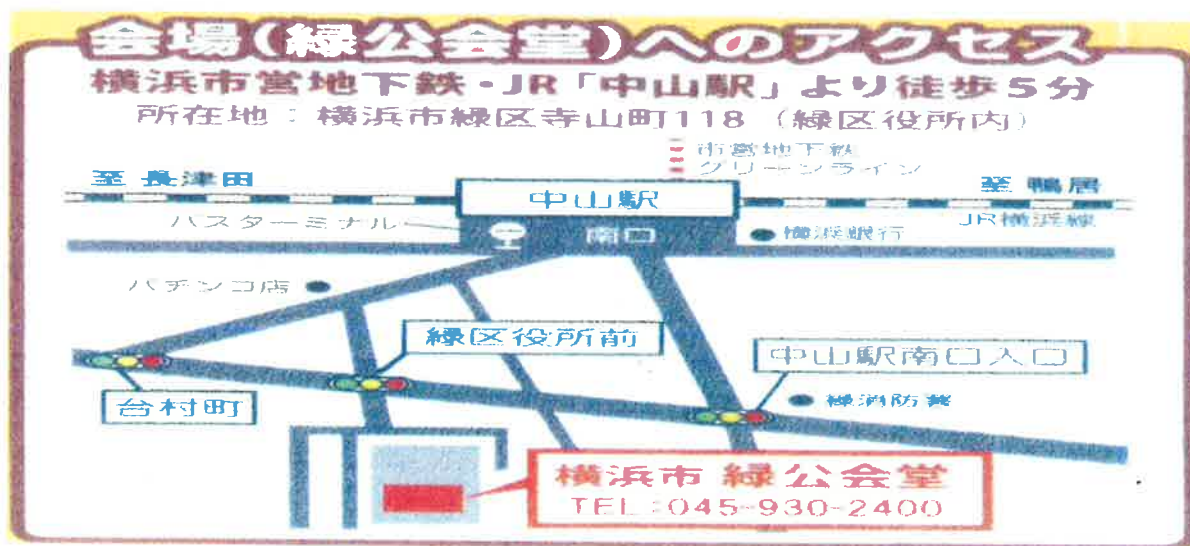 会場(緑公会堂)へのアクセス
横浜市営地下鉄・JR「中山駅」より徒歩5分
所在地:横浜市緑区寺山町118(緑区役所内)
市営地下鉄
グリーンライン
至 長津田
中山駅
至 鴨居
JR横浜線
バスターミナル
南口
横浜銀行
パチンコ店
緑区役所前
中山駅南口入口
台村町
緑消防署
横浜市 緑公会堂
TEL:045-930-2400